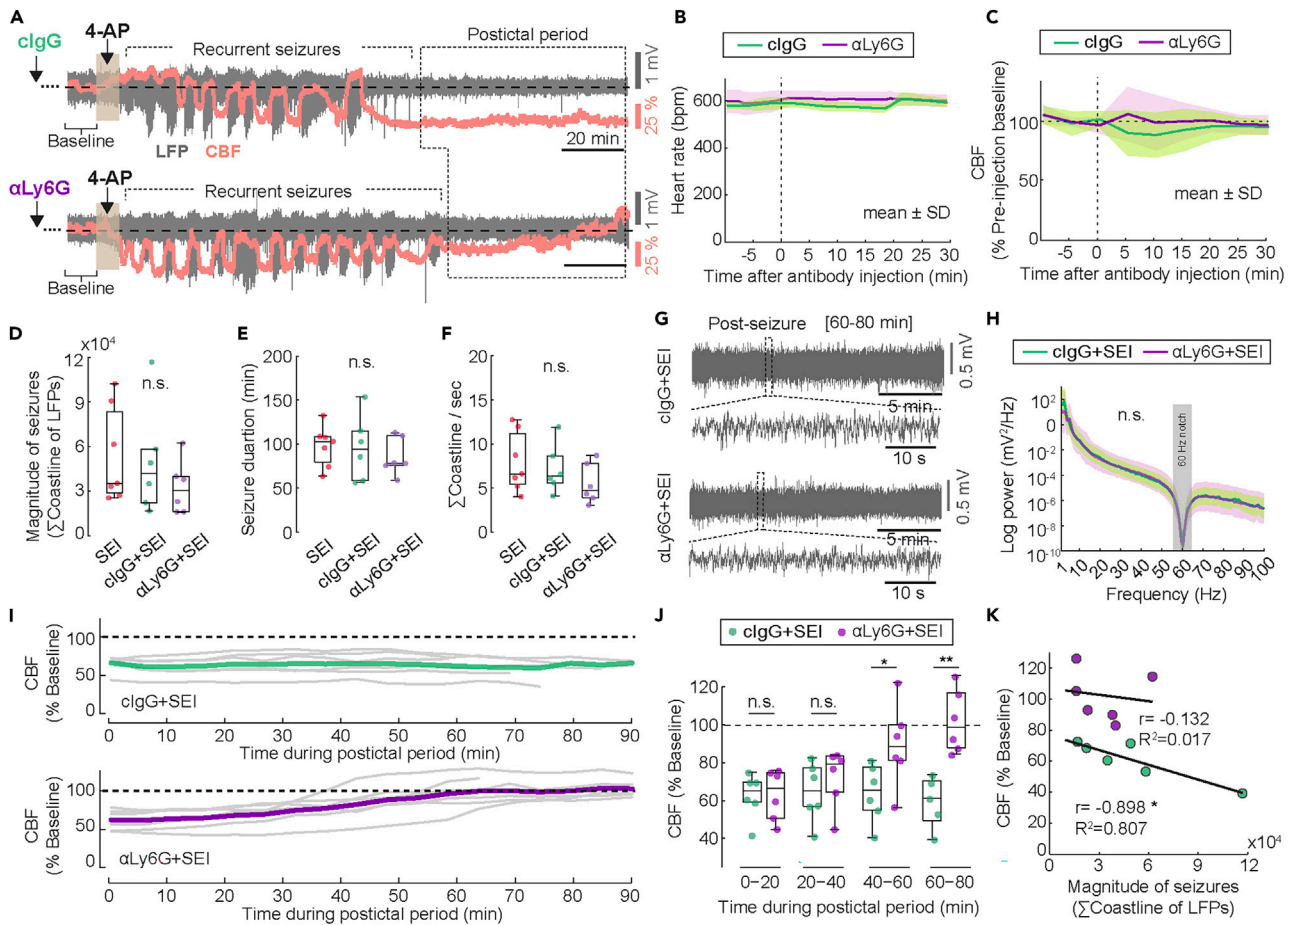 A
cIgG
4-AP
Recurrent seizures
Postictal period
1 mV
25 %
Baseline
LFP
CBF
20 min
αLy6G
4-AP
Recurrent seizures
1 mV
25 %
Baseline
B
cIgG
αLy6G
Heart rate (bpm)
600
400
200
0
mean ± SD
-5 0 5 10 15 20 25 30
Time after antibody injection (min)
C
cIgG
αLy6G
CBF
(% Pre-injection baseline)
100
50
0
mean ± SD
-5 0 5 10 15 20 25 30
Time after antibody injection (min)
D
x10⁴
Magnitude of seizures
(∑Coastline of LFPs)
12
9
6
3
0
n.s.
SEI
cIgG+SEI
αLy6G+SEI
E
Seizure duartion (min)
200
150
100
50
0
n.s.
SEI
cIgG+SEI
αLy6G+SEI
F
∑Coastline / sec
20
15
10
5
0
n.s.
SEI
cIgG+SEI
αLy6G+SEI
G
Post-seizure [60-80 min]
cIgG+SEI
0.5 mV
5 min
10 s
αLy6G+SEI
0.5 mV
5 min
10 s
H
cIgG+SEI
αLy6G+SEI
Log power (mV²/Hz)
10²
0
10⁻²
10⁻⁴
10⁻⁶
10⁻⁸
10⁻¹⁰
n.s.
60 Hz notch
1 10 20 30 40 50 60 70 80 90 100
Frequency (Hz)
I
CBF
(% Baseline)
100
50
0
cIgG+SEI
0 10 20 30 40 50 60 70 80 90
Time during postictal period (min)
CBF
(% Baseline)
100
50
0
αLy6G+SEI
0 10 20 30 40 50 60 70 80 90
Time during postictal period (min)
J
cIgG+SEI
αLy6G+SEI
CBF (% Baseline)
120
100
80
60
40
n.s.
n.s.
*
**
0–20
20–40
40–60
60–80
Time during postictal period (min)
K
CBF (% Baseline)
120
100
80
60
40
20
0
r= -0.132
R²=0.017
r= -0.898 *
R²=0.807
0 3 6 9 12
x10⁴
Magnitude of seizures
(∑Coastline of LFPs)